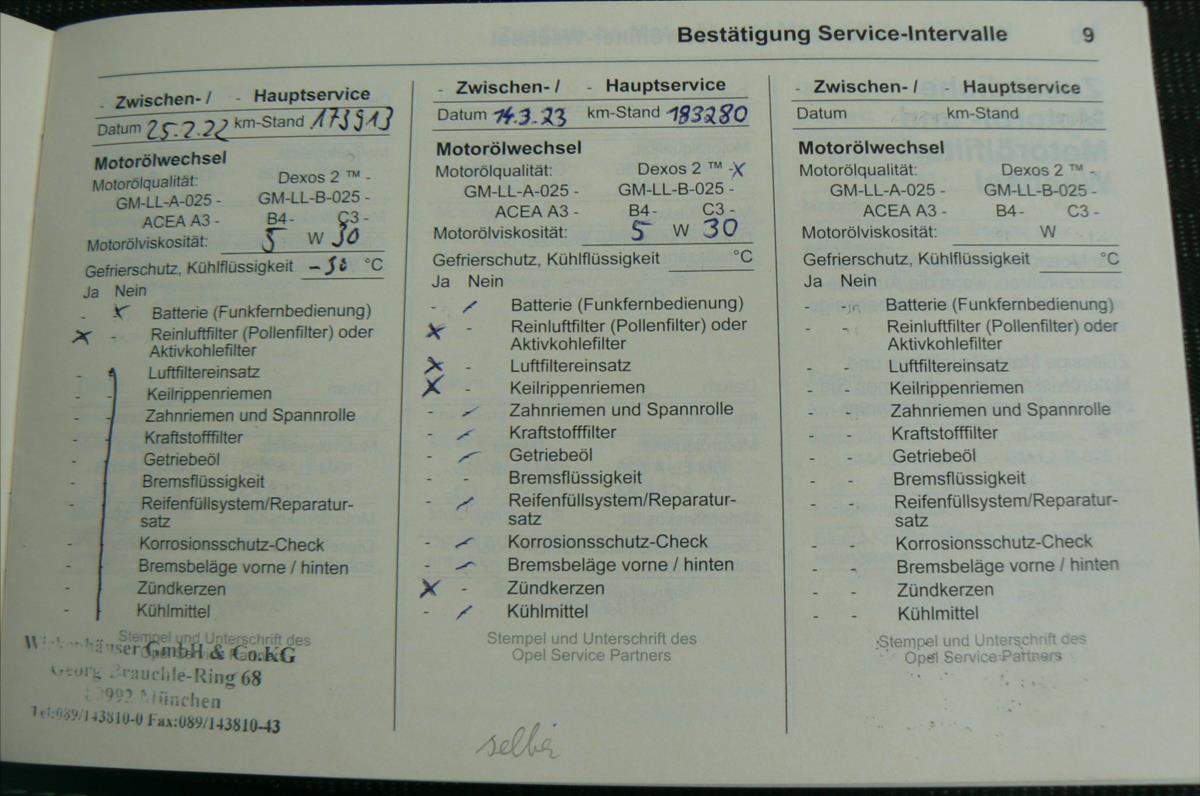 Bestätigung Service-Intervalle 9
- Zwischen- / - Hauptservice
Datum 25.2.22 km-Stand 173913
Motorölwechsel
Motorölqualität: Dexos 2 ™ -
GM-LL-A-025 - GM-LL-B-025 -
ACEA A3 - B4 - C3 -
Motorölviskosität: 5 W 30
Gefrierschutz, Kühlflüssigkeit -30 °C
Ja Nein
- x Batterie (Funkfernbedienung)
x - Reinluftfilter (Pollenfilter) oder
Aktivkohlefilter
- - Luftfiltereinsatz
- - Keilrippenriemen
- - Zahnriemen und Spannrolle
- - Kraftstofffilter
- - Getriebeöl
- - Bremsflüssigkeit
- - Reifenfüllsystem/Reparatur-
satz
- - Korrosionsschutz-Check
- - Bremsbeläge vorne / hinten
- - Zündkerzen
- - Kühlmittel
Stempel und Unterschrift des
Opel Service Partners
GmbH & Co.KG
Georg-Brauchle-Ring 68
München
Tel:089/143810-0 Fax:089/143810-43
- Zwischen- / - Hauptservice
Datum 14.3.23 km-Stand 183280
Motorölwechsel
Motorölqualität: Dexos 2 ™ - x
GM-LL-A-025 - GM-LL-B-025 -
ACEA A3 - B4 - C3 -
Motorölviskosität: 5 W 30
Gefrierschutz, Kühlflüssigkeit °C
Ja Nein
- / Batterie (Funkfernbedienung)
x / Reinluftfilter (Pollenfilter) oder
Aktivkohlefilter
x - Luftfiltereinsatz
x - Keilrippenriemen
- / Zahnriemen und Spannrolle
- / Kraftstofffilter
- / Getriebeöl
- - Bremsflüssigkeit
- / Reifenfüllsystem/Reparatur-
satz
- / Korrosionsschutz-Check
- / Bremsbeläge vorne / hinten
x - Zündkerzen
- / Kühlmittel
Stempel und Unterschrift des
Opel Service Partners
- Zwischen- / - Hauptservice
Datum km-Stand
Motorölwechsel
Motorölqualität: Dexos 2 ™ -
GM-LL-A-025 - GM-LL-B-025 -
ACEA A3 - B4 - C3 -
Motorölviskosität: W
Gefrierschutz, Kühlflüssigkeit °C
Ja Nein
- - Batterie (Funkfernbedienung)
- - Reinluftfilter (Pollenfilter) oder
Aktivkohlefilter
- - Luftfiltereinsatz
- - Keilrippenriemen
- - Zahnriemen und Spannrolle
- - Kraftstofffilter
- - Getriebeöl
- - Bremsflüssigkeit
- - Reifenfüllsystem/Reparatur-
satz
- - Korrosionsschutz-Check
- - Bremsbeläge vorne / hinten
- - Zündkerzen
- - Kühlmittel
Stempel und Unterschrift des
Opel Service Partners